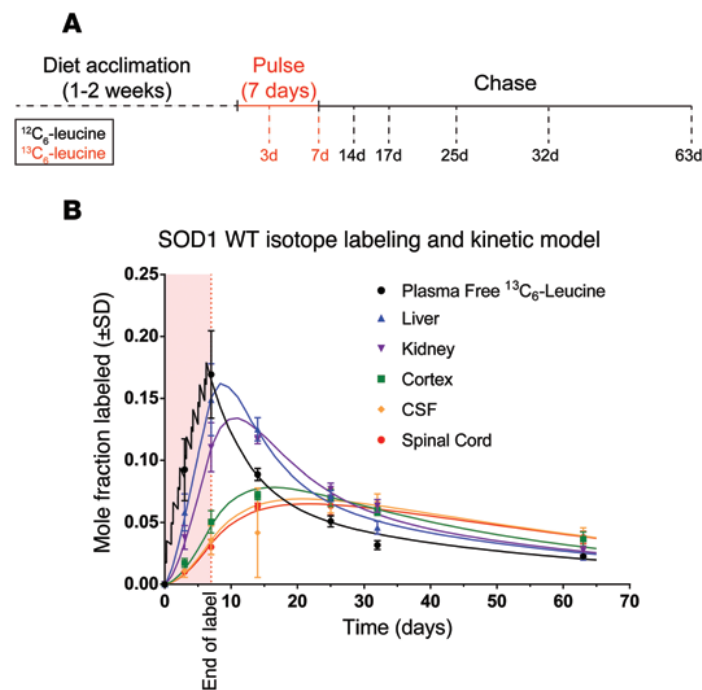 A
Diet acclimation
(1-2 weeks)
Pulse
(7 days)
Chase
¹²C₆-leucine
¹³C₆-leucine
3d
7d
14d
17d
25d
32d
63d
B
SOD1 WT isotope labeling and kinetic model
Mole fraction labeled (±SD)
0.25
0.20
0.15
0.10
0.05
0.00
Plasma Free ¹³C₆-Leucine
Liver
Kidney
Cortex
CSF
Spinal Cord
0
10
20
30
40
50
60
70
End of label
Time (days)